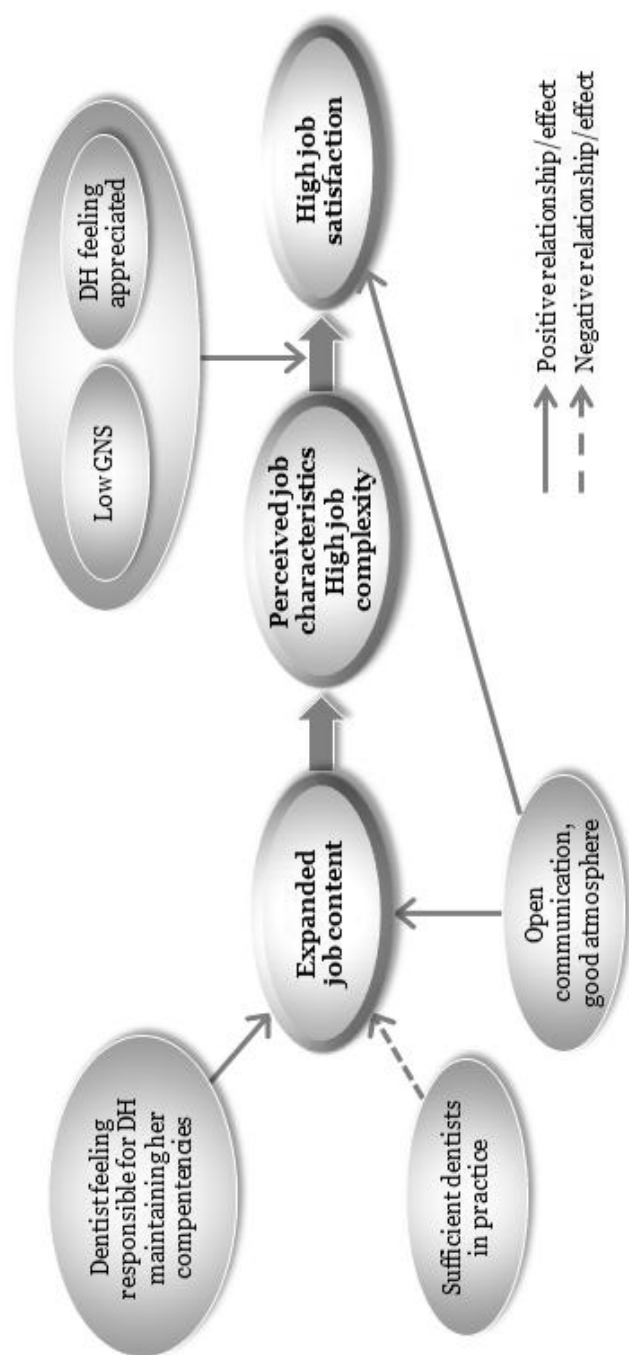 Dentist feeling
responsible for DH
maintaining her
compentencies
Sufficient dentists
in practice
Expanded
job content
Open
communication,
good atmosphere
Perceived job
characteristics
High job
complexity
Low GNS
DH feeling
appreciated
High job
satisfaction
Positive relationship/effect
Negative relationship/effect